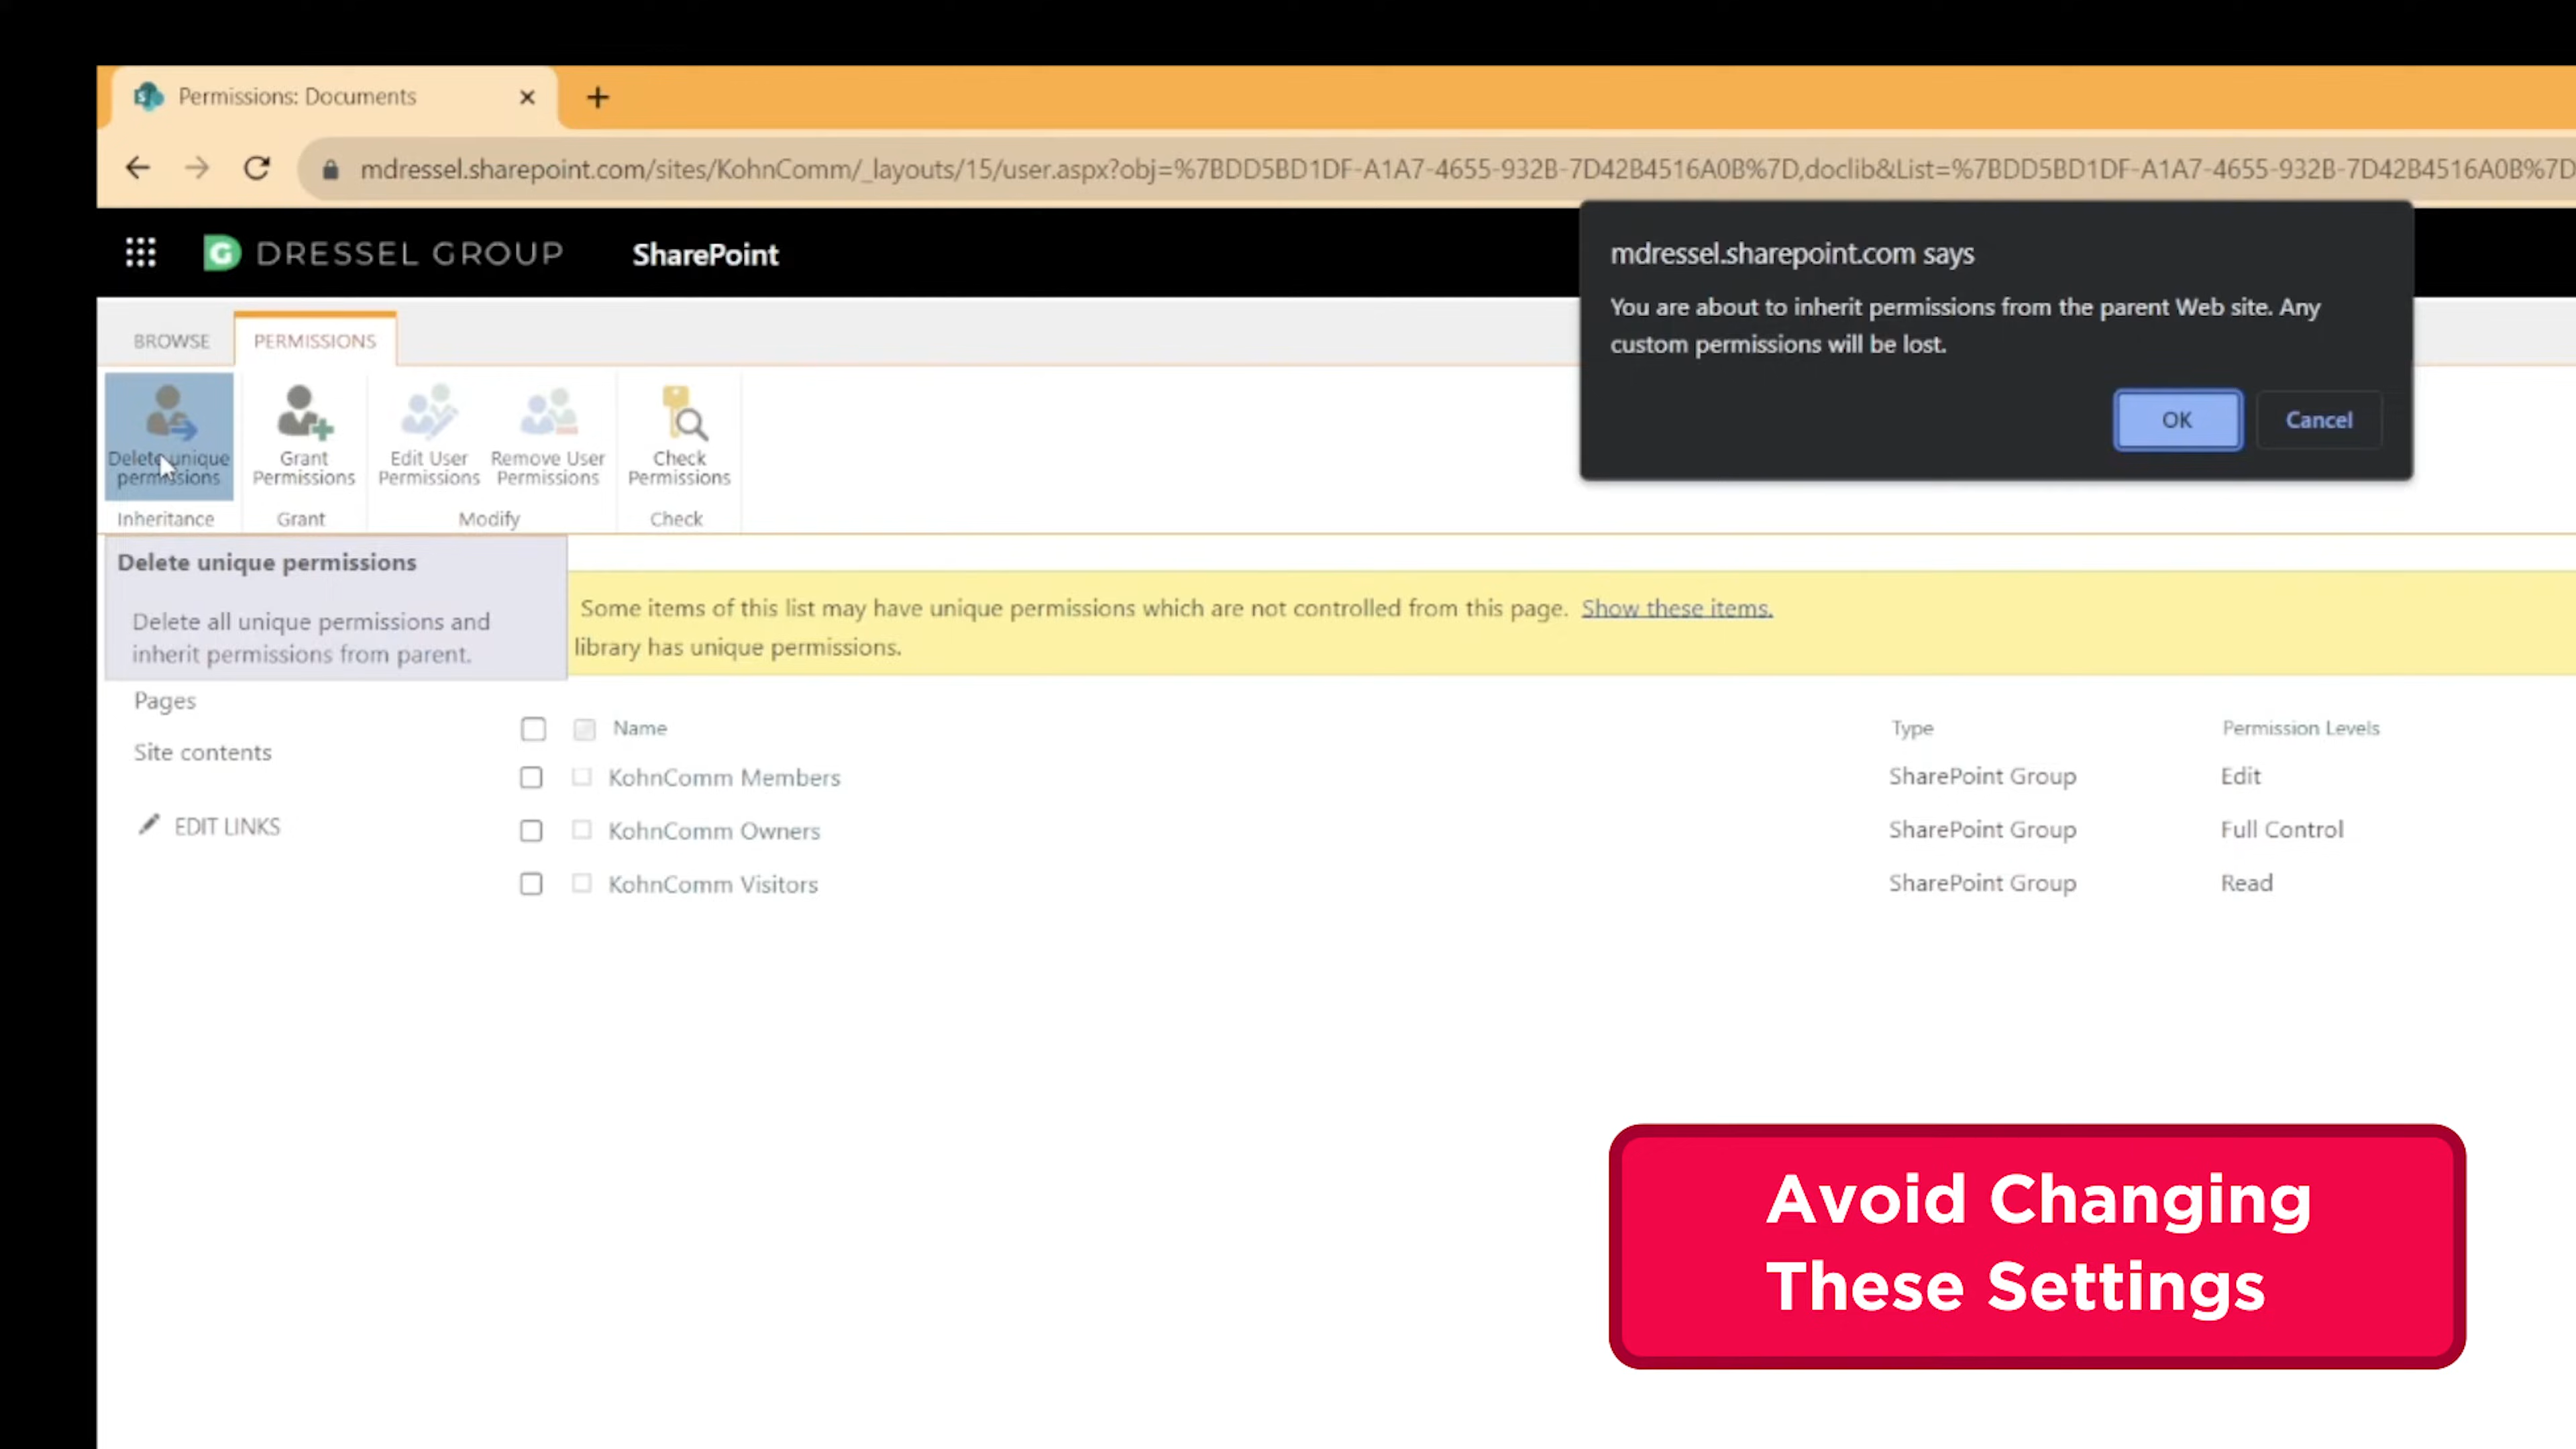 Permissions: Documents
mdressel.sharepoint.com/sites/KohnComm/_layouts/15/user.aspx?obj=%7BDD5BD1DF-A1A7-4655-932B-7D42B4516A0B%7D,doclib&List=%7BDD5BD1DF-A1A7-4655-932B-7D42B4516A0B%7D
DRESSEL GROUP SharePoint
mdressel.sharepoint.com says
You are about to inherit permissions from the parent Web site. Any
custom permissions will be lost.
OK Cancel
BROWSE PERMISSIONS
Delete unique permissions
Grant Permissions
Edit User Permissions
Remove User Permissions
Check Permissions
Inheritance Grant Modify Check
Delete unique permissions
Delete all unique permissions and
inherit permissions from parent.
Some items of this list may have unique permissions which are not controlled from this page. Show these items.
library has unique permissions.
Pages
Site contents
EDIT LINKS
Name Type Permission Levels
KohnComm Members SharePoint Group Edit
KohnComm Owners SharePoint Group Full Control
KohnComm Visitors SharePoint Group Read
Avoid Changing
These Settings